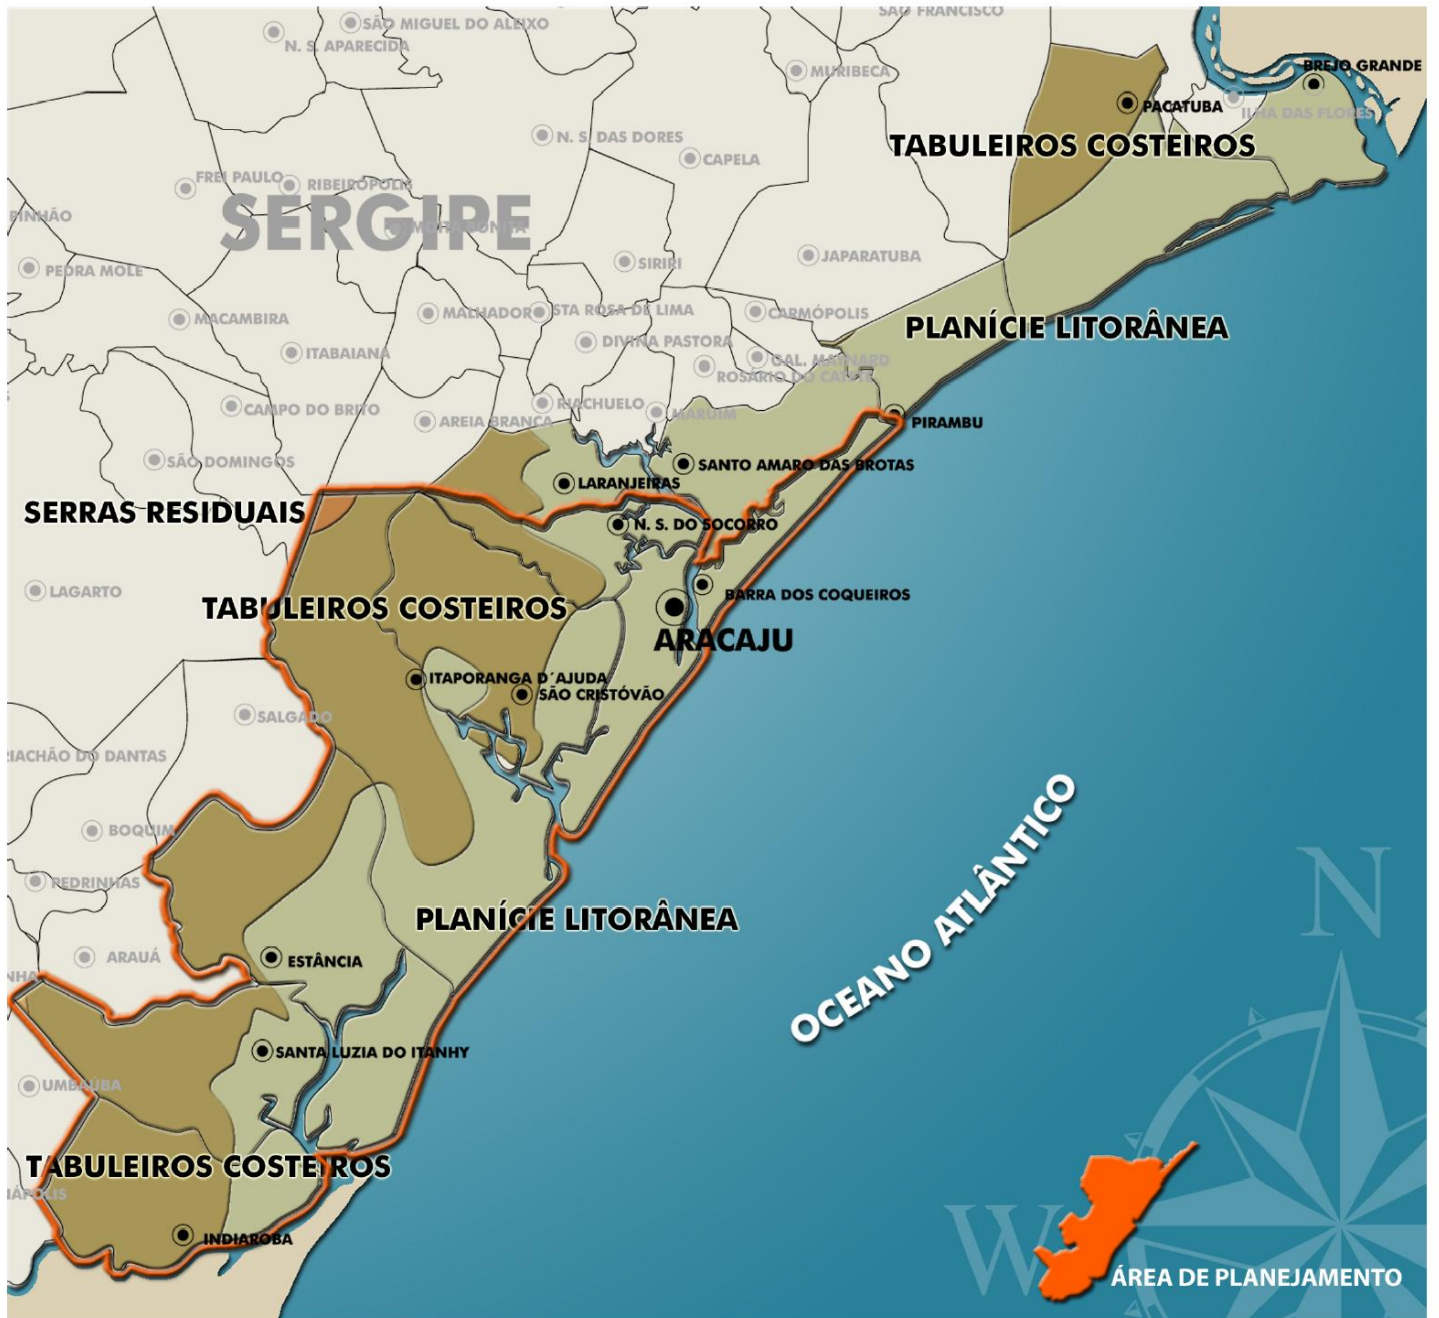 SÃO FRANCISCO
SÃO MIGUEL DO ALEIXO
N. S. APARECIDA
MURIBECA
BREJO GRANDE
PACATUBA
ILHA DAS FLORES
N. S. DAS DORES
TABULEIROS COSTEIROS
CAPELA
FREI PAULO
RIBEIRÓPOLIS
PINHÃO
SERGIPE
MOITA BONITA
PEDRA MOLE
SIRIRI
JAPARATUBA
MACAMBIRA
MALHADOR
STA ROSA DE LIMA
CARMÓPOLIS
PLANÍCIE LITORÂNEA
ITABAIANA
DIVINA PASTORA
GAL. MAYNARD
ROSÁRIO DO CATETE
CAMPO DO BRITO
RIACHUELO
MARUIM
AREIA BRANCA
PIRAMBU
SÃO DOMINGOS
SANTO AMARO DAS BROTAS
LARANJEIRAS
SERRAS RESIDUAIS
N. S. DO SOCORRO
LAGARTO
BARRA DOS COQUEIROS
TABULEIROS COSTEIROS
ARACAJU
ITAPORANGA D´AJUDA
SÃO CRISTÓVÃO
SALGADO
RIACHÃO DO DANTAS
OCEANO ATLÂNTICO
BOQUIM
PEDRINHAS
N
PLANÍCIE LITORÂNEA
ARAUÁ
ESTÂNCIA
NHA
SANTA LUZIA DO ITANHY
UMBAÚBA
TABULEIROS COSTEIROS
NÁPOLIS
INDIAROBA
W
ÁREA DE PLANEJAMENTO